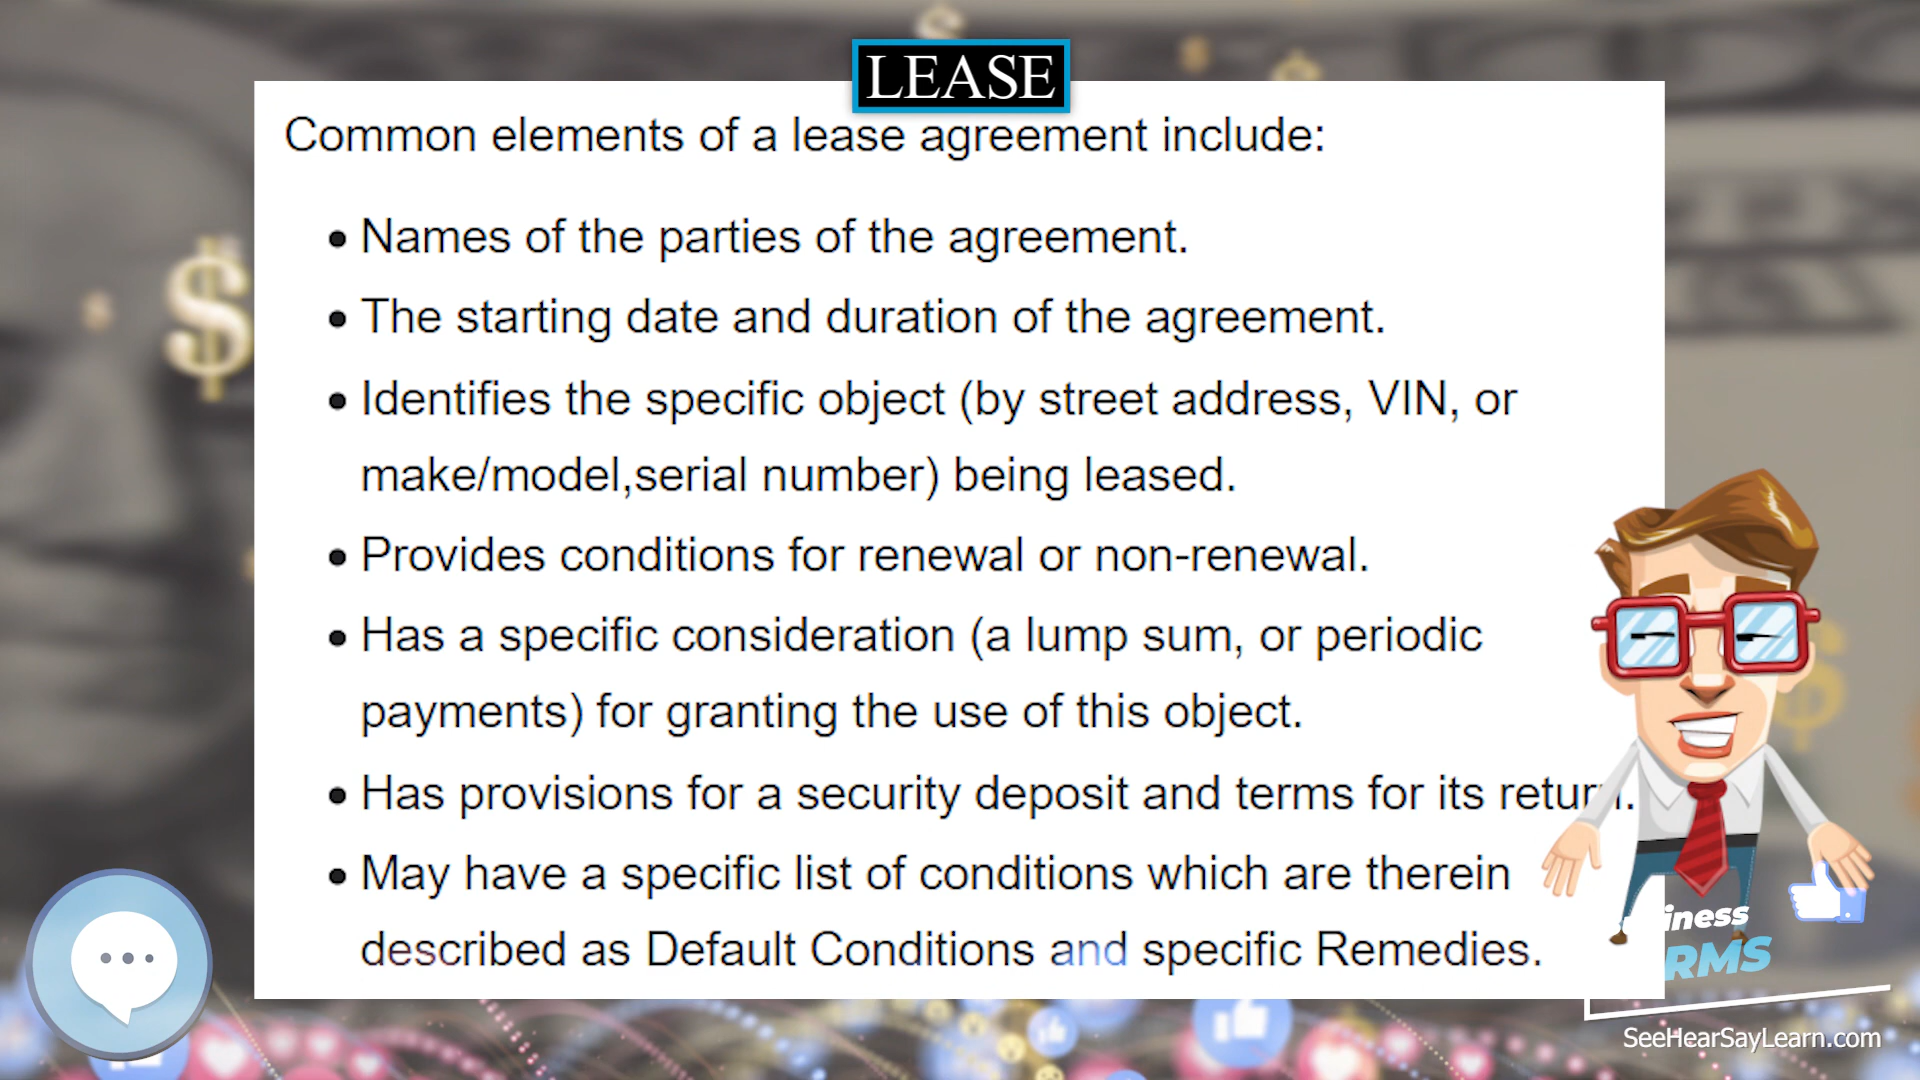 LEASE
Common elements of a lease agreement include:
• Names of the parties of the agreement.
• The starting date and duration of the agreement.
• Identifies the specific object (by street address, VIN, or
make/model,serial number) being leased.
• Provides conditions for renewal or non-renewal.
• Has a specific consideration (a lump sum, or periodic
payments) for granting the use of this object.
• Has provisions for a security deposit and terms for its return.
• May have a specific list of conditions which are therein
described as Default Conditions and specific Remedies.
SeeHearSayLearn.com